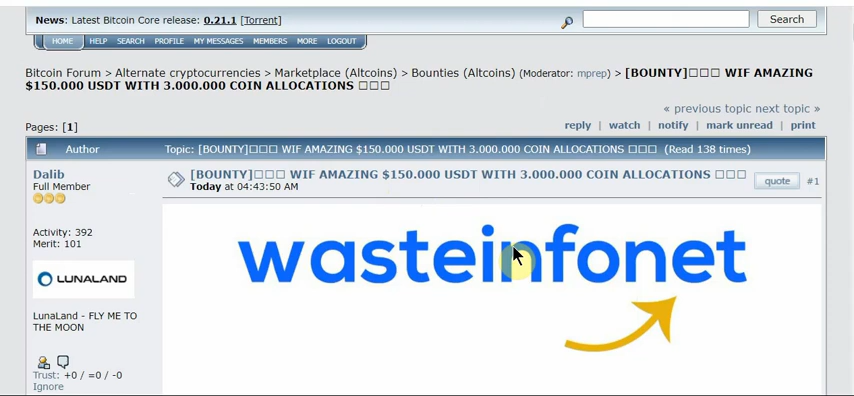 News: Latest Bitcoin Core release: 0.21.1 [Torrent]
Search
HOME HELP SEARCH PROFILE MY MESSAGES MEMBERS MORE LOGOUT
Bitcoin Forum > Alternate cryptocurrencies > Marketplace (Altcoins) > Bounties (Altcoins) (Moderator: mprep) > [BOUNTY]□□□ WIF AMAZING
$150.000 USDT WITH 3.000.000 COIN ALLOCATIONS □□□
« previous topic next topic »
Pages: [1]
reply | watch | notify | mark unread | print
Author Topic: [BOUNTY]□□□ WIF AMAZING $150.000 USDT WITH 3.000.000 COIN ALLOCATIONS □□□ (Read 138 times)
Dalib
Full Member
Activity: 392
Merit: 101
LUNALAND
LunaLand - FLY ME TO
THE MOON
Trust: +0 / =0 / -0
Ignore
[BOUNTY]□□□ WIF AMAZING $150.000 USDT WITH 3.000.000 COIN ALLOCATIONS □□□
Today at 04:43:50 AM
quote #1
wasteinfonet